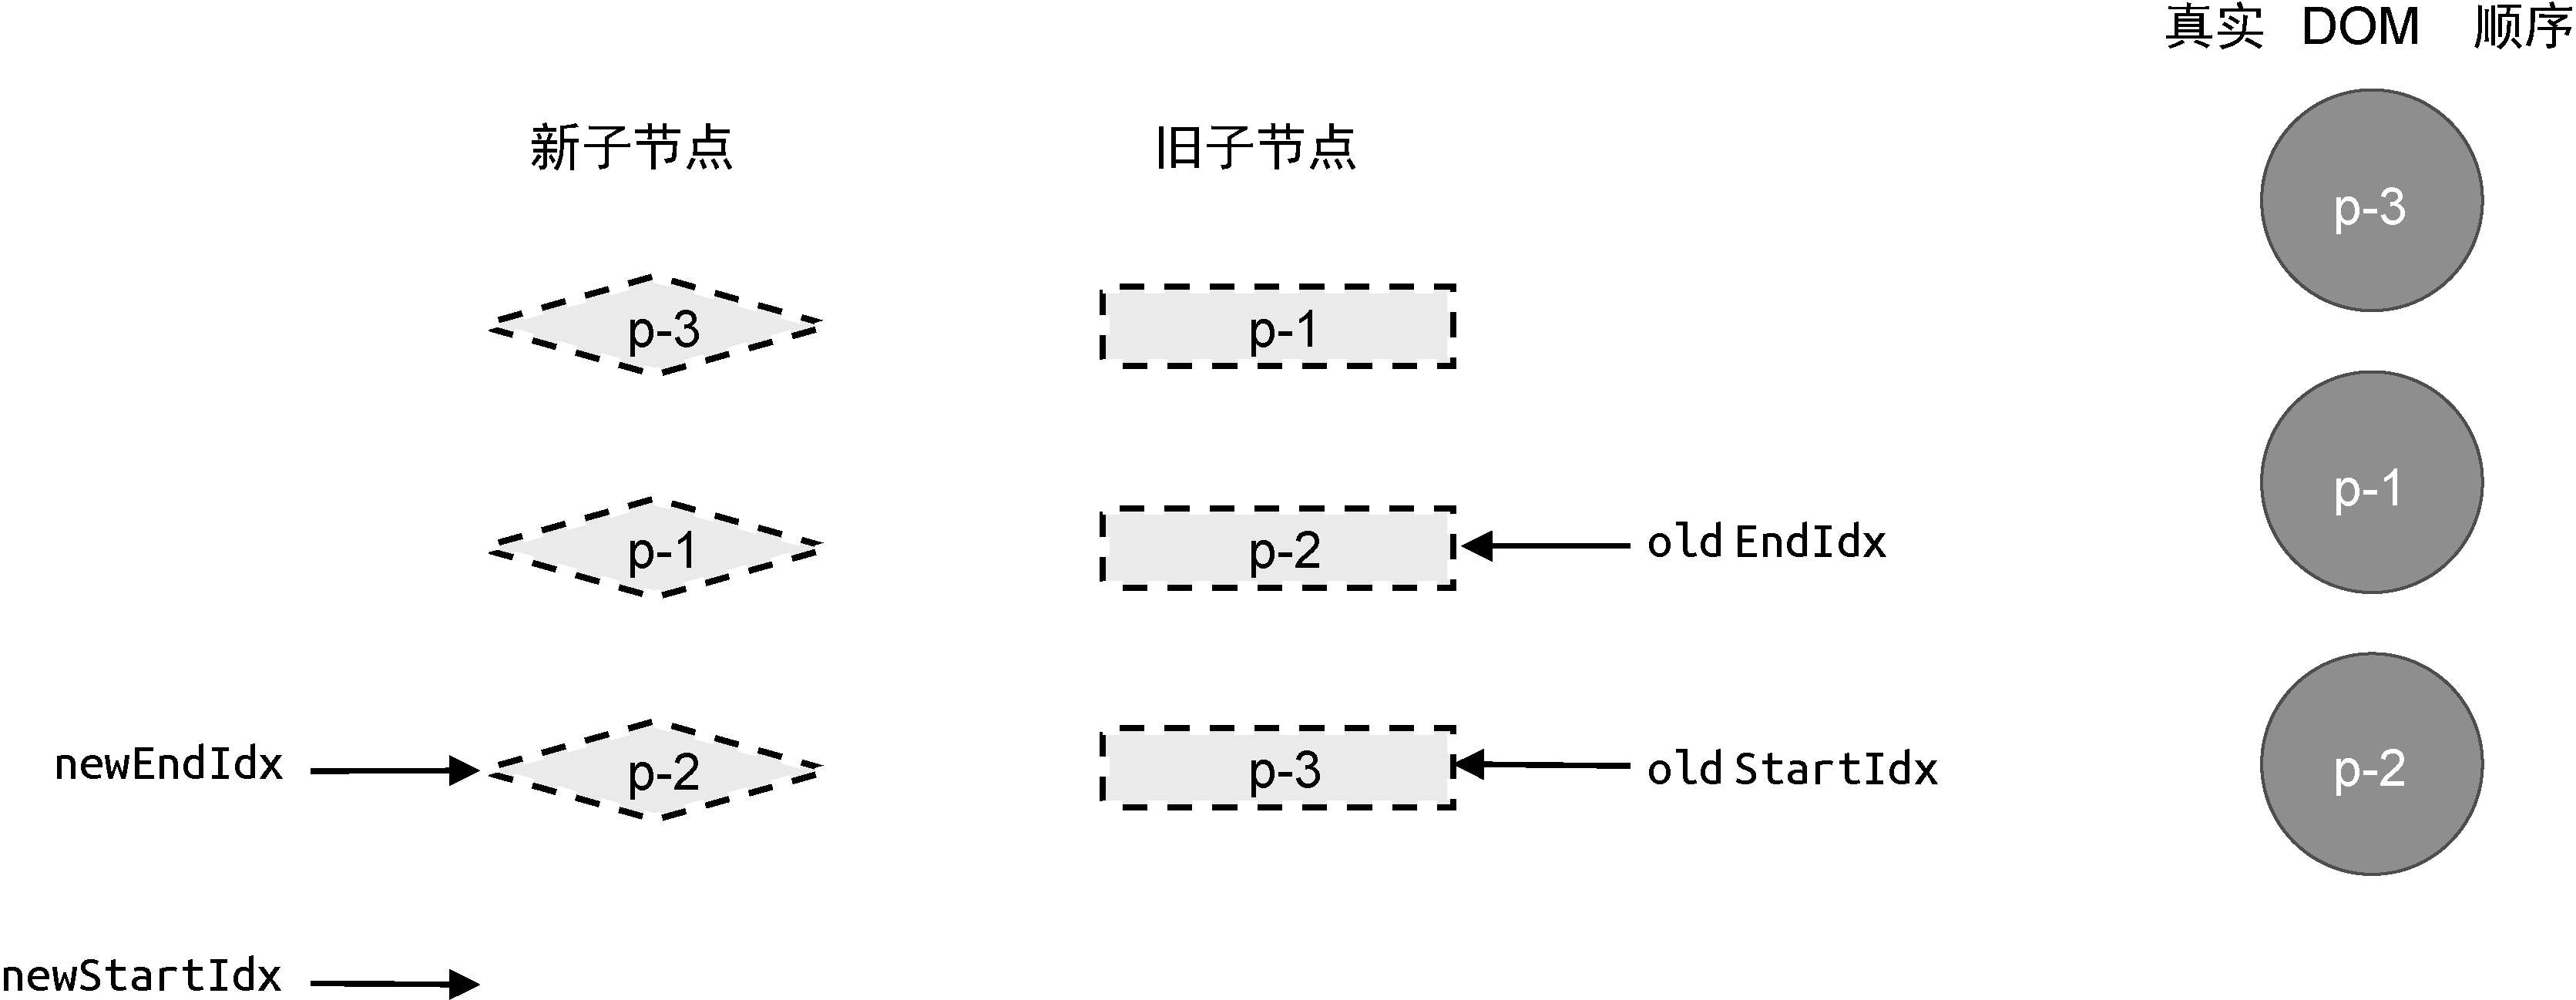 真实 DOM 顺序
新子节点 旧子节点
p-3
p-3 p-1
p-1
p-1 p-2 old EndIdx
newEndIdx p-2 p-3 old StartIdx
p-2
newStartIdx